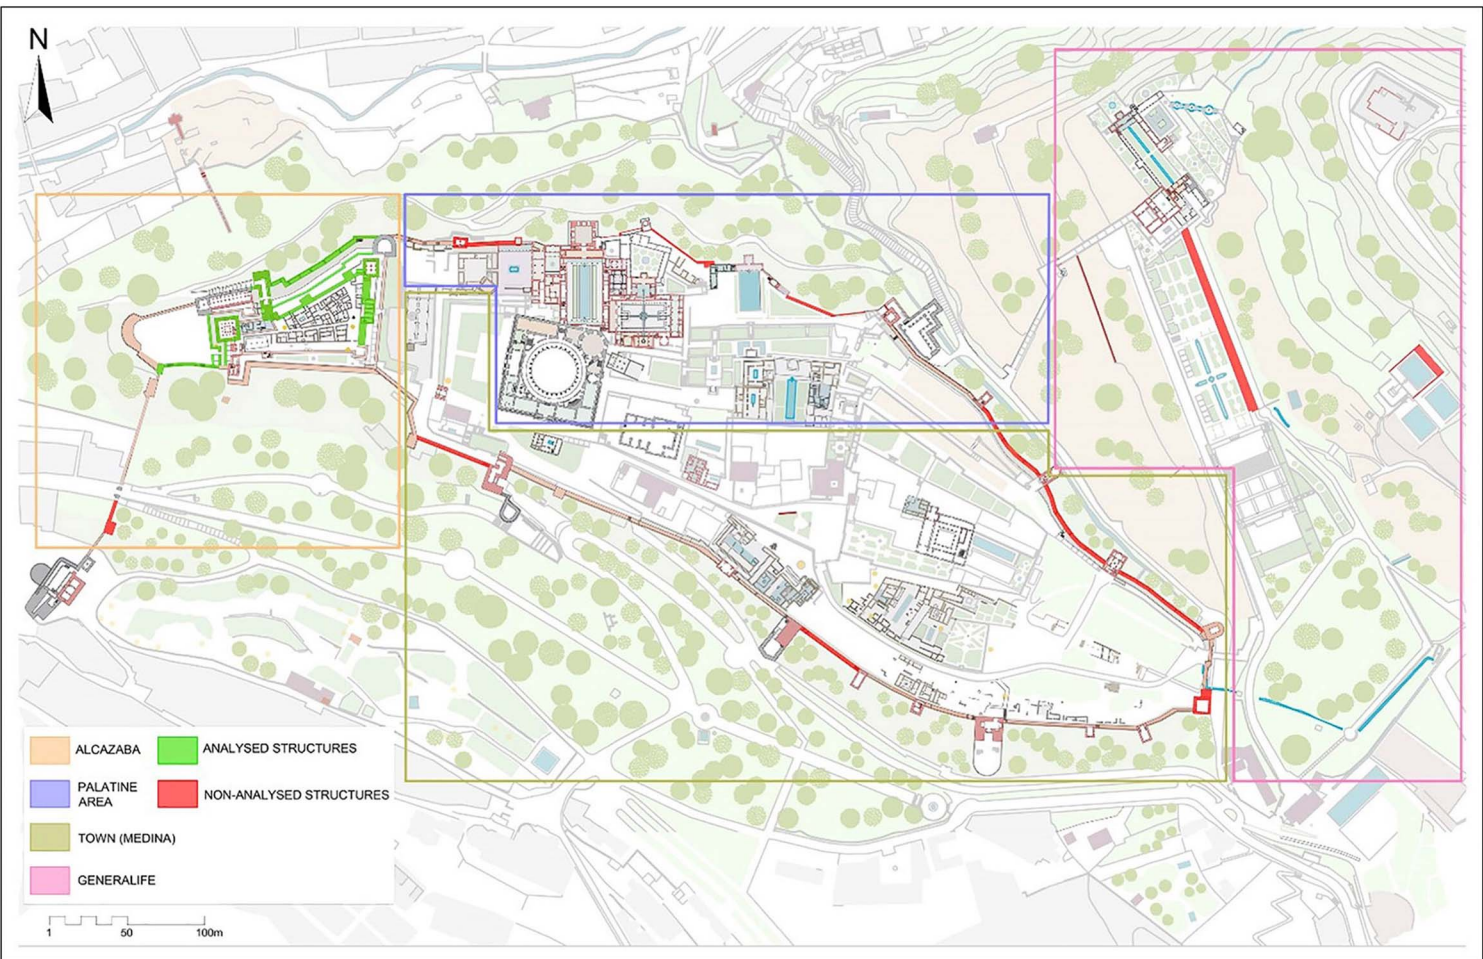 N
ALCAZABA
ANALYSED STRUCTURES
PALATINE
AREA
NON-ANALYSED STRUCTURES
TOWN (MEDINA)
GENERALIFE
1 50 100m